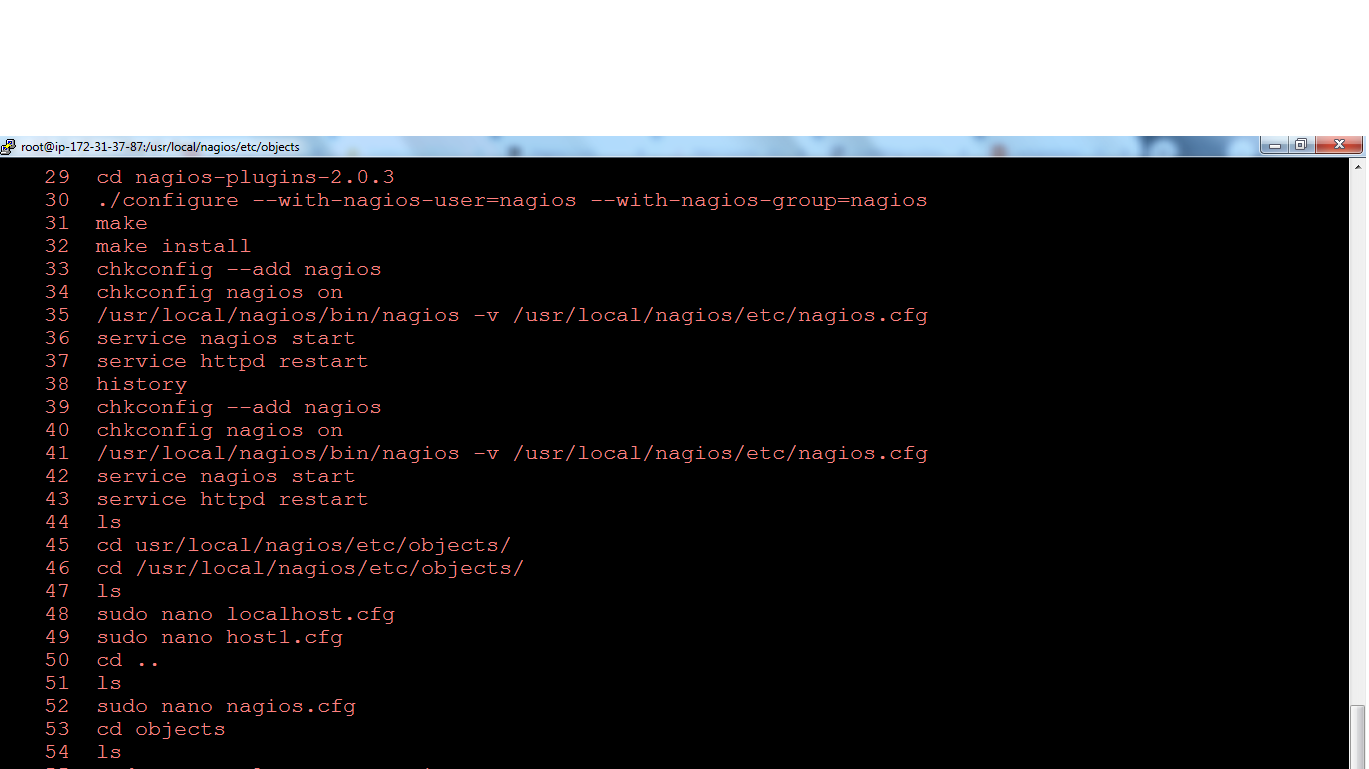 root@ip-172-31-37-87:/usr/local/nagios/etc/objects
29 cd nagios-plugins-2.0.3
30 ./configure --with-nagios-user=nagios --with-nagios-group=nagios
31 make
32 make install
33 chkconfig --add nagios
34 chkconfig nagios on
35 /usr/local/nagios/bin/nagios -v /usr/local/nagios/etc/nagios.cfg
36 service nagios start
37 service httpd restart
38 history
39 chkconfig --add nagios
40 chkconfig nagios on
41 /usr/local/nagios/bin/nagios -v /usr/local/nagios/etc/nagios.cfg
42 service nagios start
43 service httpd restart
44 ls
45 cd usr/local/nagios/etc/objects/
46 cd /usr/local/nagios/etc/objects/
47 ls
48 sudo nano localhost.cfg
49 sudo nano host1.cfg
50 cd ..
51 ls
52 sudo nano nagios.cfg
53 cd objects
54 ls